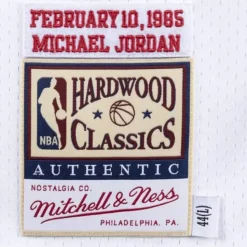 FEBRUARY 10, 1985
MICHAEL JORDAN
HARDWOOD
NBA
CLASSICS
AUTHENTIC
NOSTALGIA CO.
Mitchell & Ness
PHILADELPHIA, PA.
44(L)